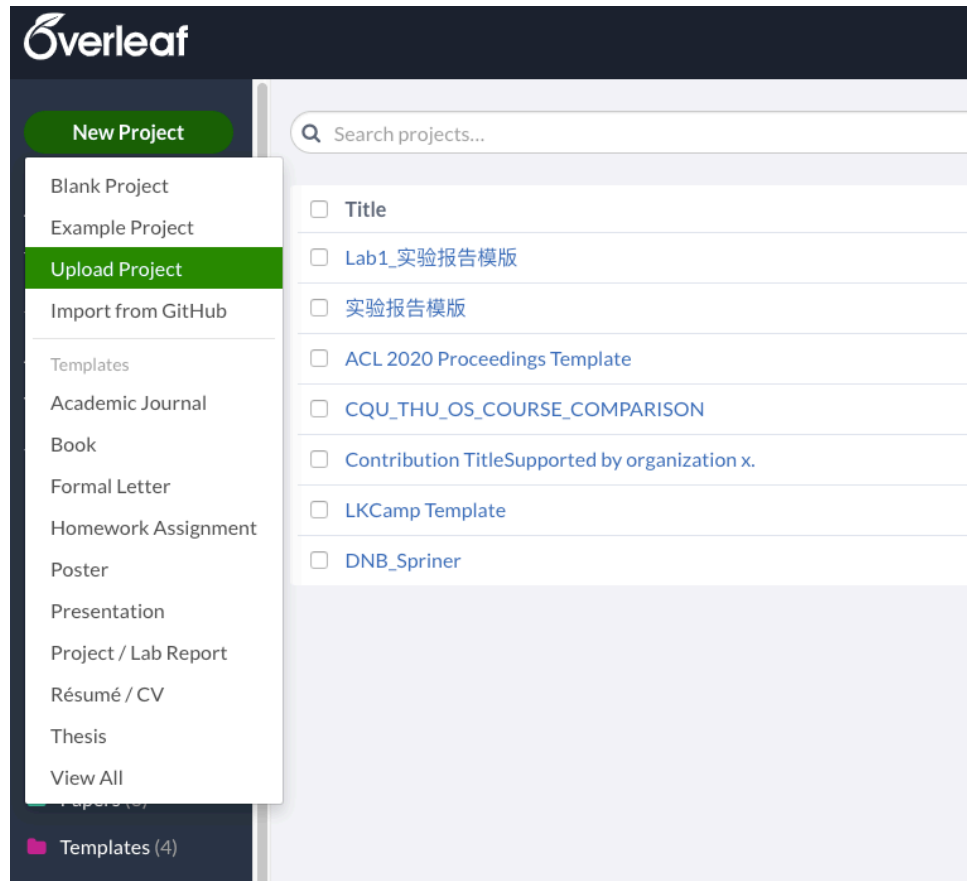 Overleaf
New Project
Search projects...
Blank Project
Example Project
Upload Project
Import from GitHub
Templates
Academic Journal
Book
Formal Letter
Homework Assignment
Poster
Presentation
Project / Lab Report
Résumé / CV
Thesis
View All
Templates (4)
Title
Lab1_实验报告模版
实验报告模版
ACL 2020 Proceedings Template
CQU_THU_OS_COURSE_COMPARISON
Contribution TitleSupported by organization x.
LKCamp Template
DNB_Spriner